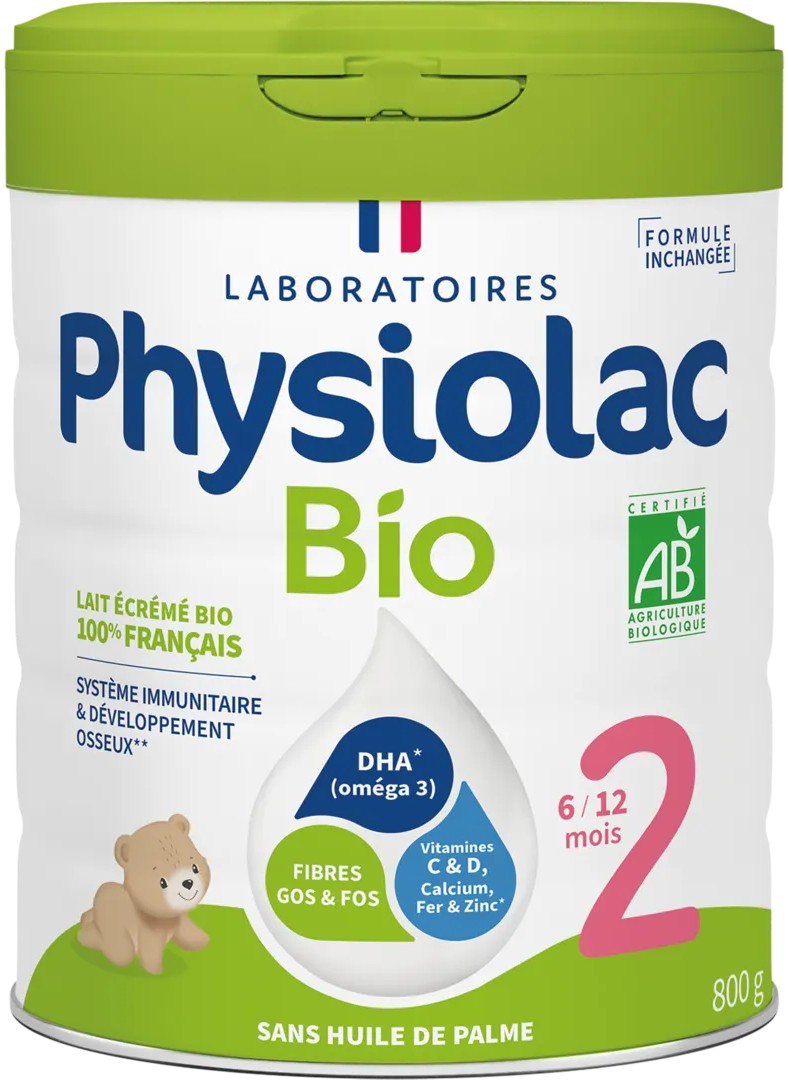 FORMULE
INCHANGÉE
LABORATOIRES
Physiolac
Bio
CERTIFIÉ
AB
AGRICULTURE
BIOLOGIQUE
LAIT ÉCRÉMÉ BIO
100% FRANÇAIS
SYSTÈME IMMUNITAIRE
& DÉVELOPPEMENT
OSSEUX**
DHA*
(oméga 3)
FIBRES
GOS & FOS
Vitamines
C & D,
Calcium,
Fer & Zinc*
6 / 12
mois
2
800 g
SANS HUILE DE PALME